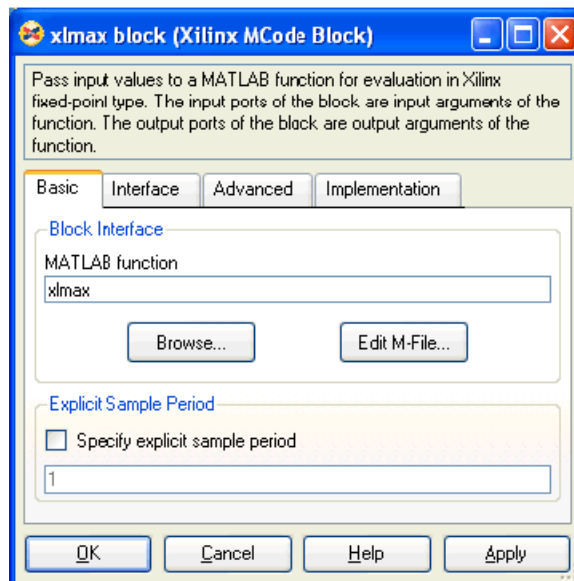 xlmax block (Xilinx MCode Block)
Pass input values to a MATLAB function for evaluation in Xilinx
fixed-point type. The input ports of the block are input arguments of the
function. The output ports of the block are output arguments of the
function.
Basic Interface Advanced Implementation
Block Interface
MATLAB function
xlmax
Browse... Edit M-File...
Explicit Sample Period
Specify explicit sample period
1
OK Cancel Help Apply